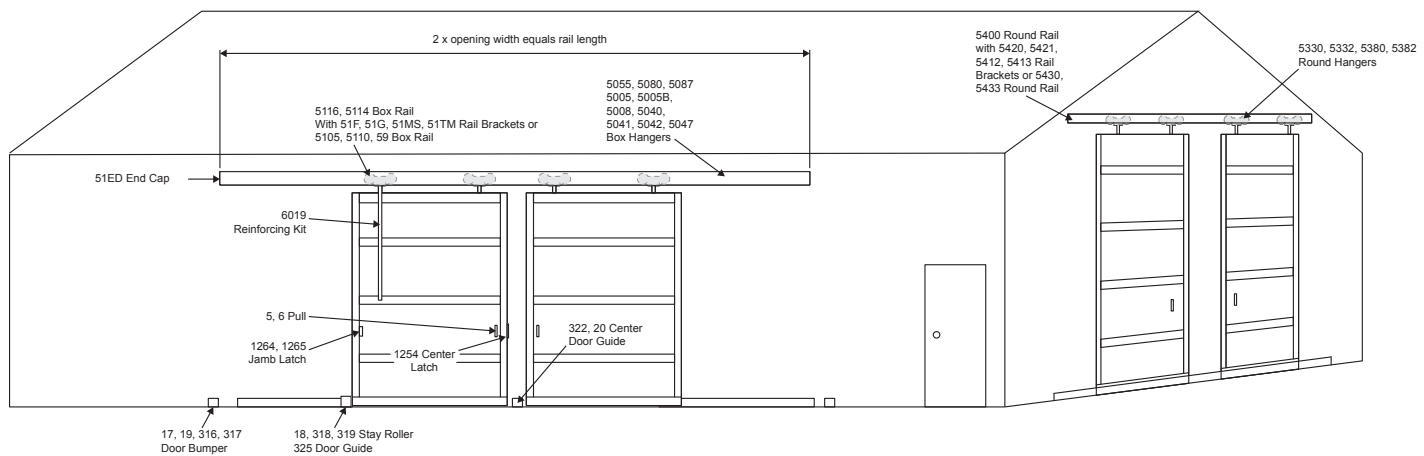 2 x opening width equals rail length
5400 Round Rail
with 5420, 5421,
5412, 5413 Rail
Brackets or 5430,
5433 Round Rail
5330, 5332, 5380, 5382
Round Hangers
5055, 5080, 5087
5005, 5005B,
5008, 5040,
5041, 5042, 5047
Box Hangers
5116, 5114 Box Rail
With 51F, 51G, 51MS, 51TM Rail Brackets or
5105, 5110, 59 Box Rail
51ED End Cap
6019
Reinforcing Kit
5, 6 Pull
1264, 1265
Jamb Latch
1254 Center
Latch
322, 20 Center
Door Guide
17, 19, 316, 317
Door Bumper
18, 318, 319 Stay Roller
325 Door Guide